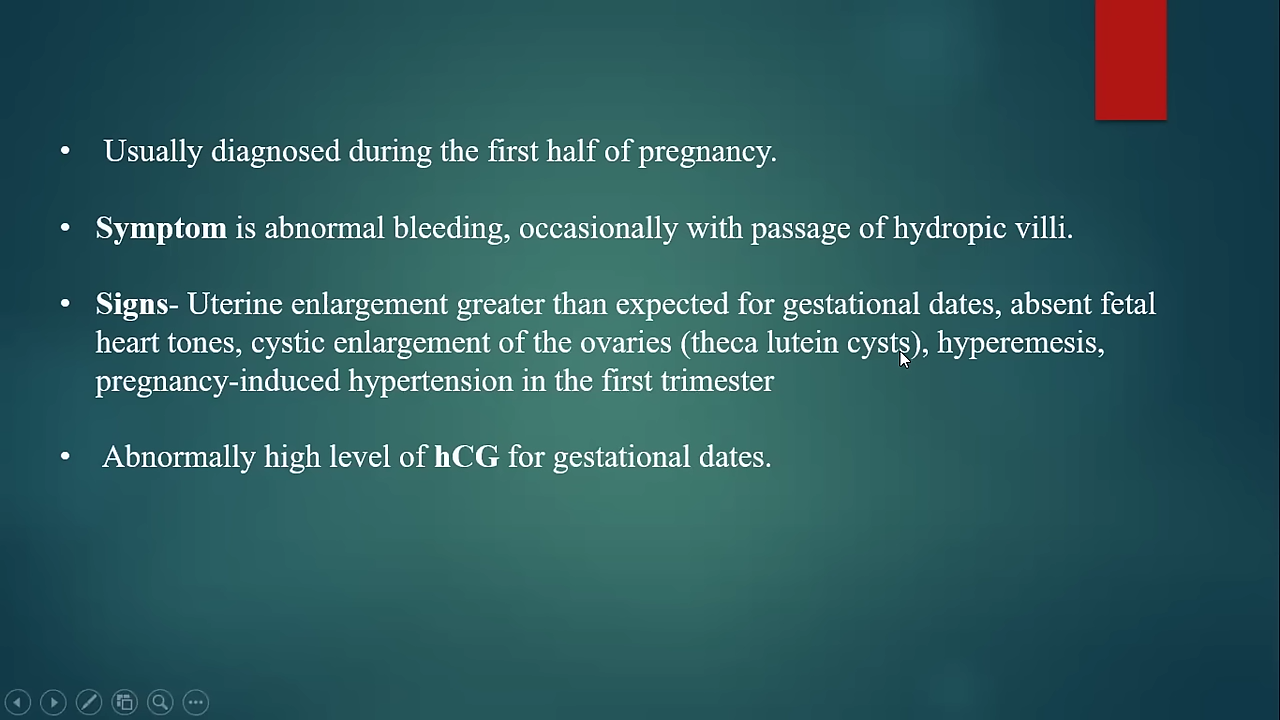 • Usually diagnosed during the first half of pregnancy.
• Symptom is abnormal bleeding, occasionally with passage of hydropic villi.
• Signs- Uterine enlargement greater than expected for gestational dates, absent fetal
heart tones, cystic enlargement of the ovaries (theca lutein cysts), hyperemesis,
pregnancy-induced hypertension in the first trimester
• Abnormally high level of hCG for gestational dates.